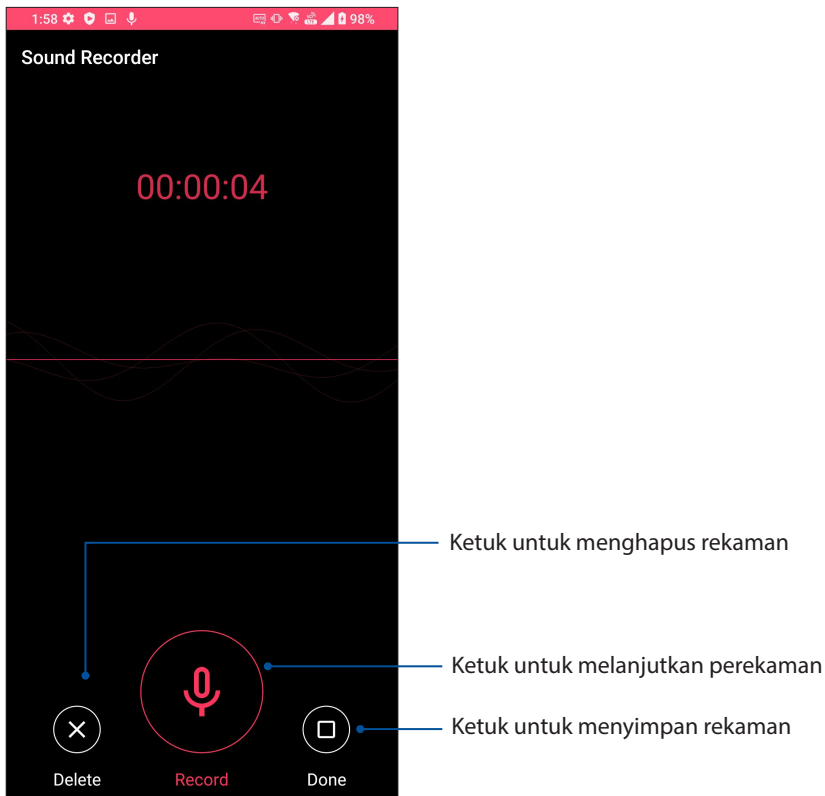 1:58 98%
Sound Recorder
00:00:04
Ketuk untuk menghapus rekaman
Ketuk untuk melanjutkan perekaman
Ketuk untuk menyimpan rekaman
Delete Record Done